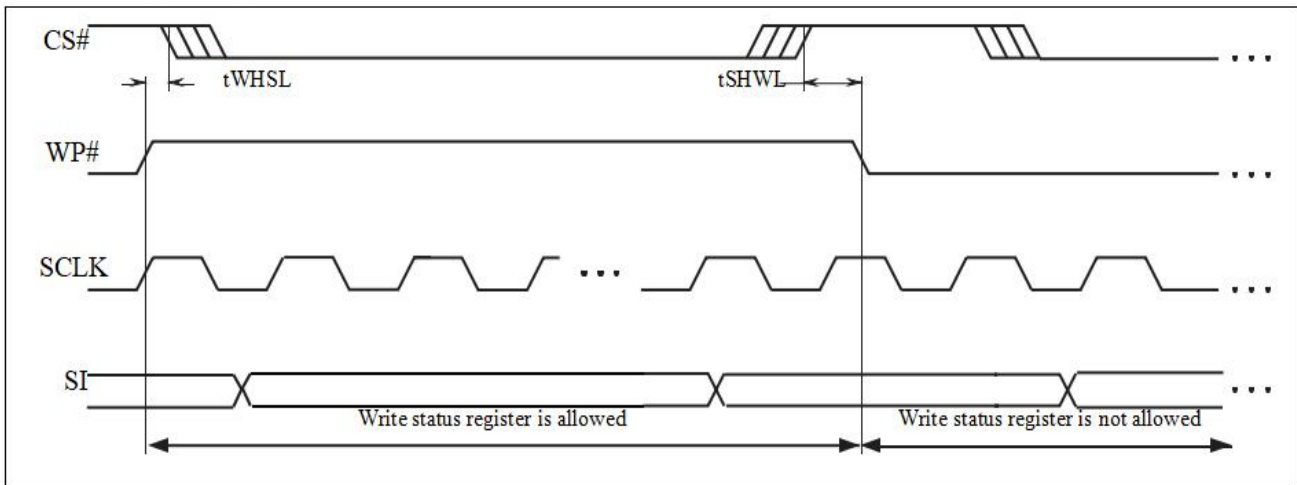 CS#
. . .
tWHSL
tSHWL
WP#
. . .
SCLK
. . .
. . .
SI
. . .
Write status register is allowed
Write status register is not allowed